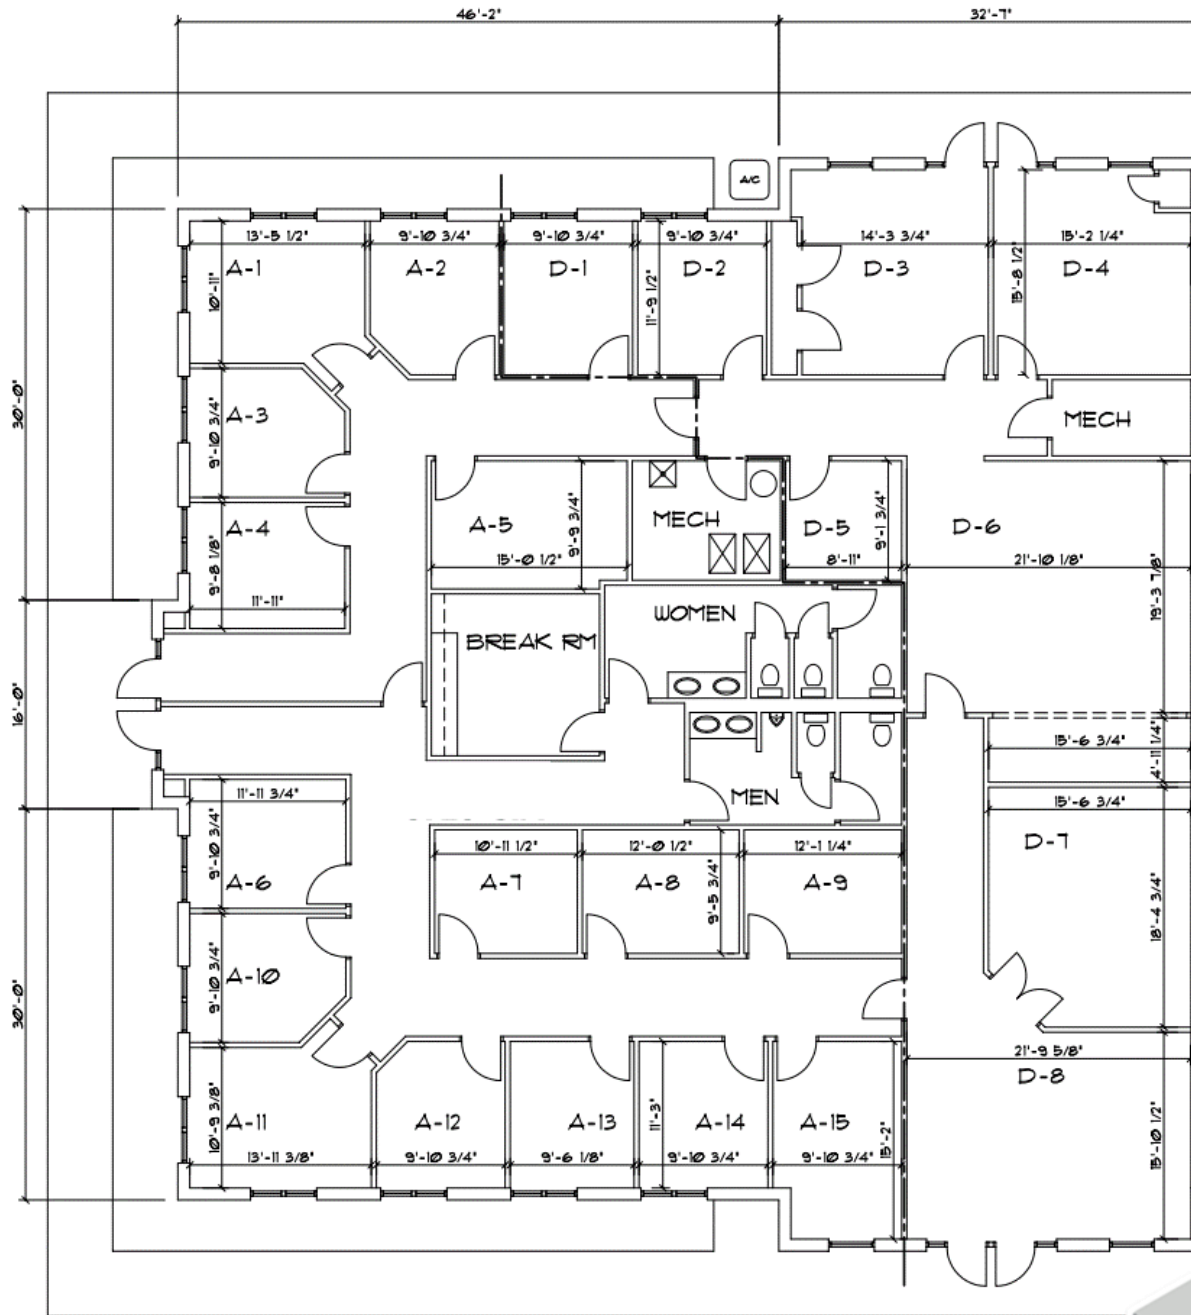 46'-2"
32'-7"
A/C
13'-5 1/2"
9'-10 3/4"
9'-10 3/4"
9'-10 3/4"
14'-3 3/4"
15'-2 1/4"
A-1
A-2
D-1
D-2
D-3
D-4
10'-11"
11'-9 1/2"
15'-8 1/2"
30'-0"
A-3
9'-10 3/4"
MECH
A-4
9'-8 1/8"
11'-11"
A-5
9'-9 3/4"
15'-0 1/2"
MECH
D-5
9'-1 3/4"
8'-11"
D-6
21'-10 1/8"
19'-3 7/8"
WOMEN
BREAK RM
16'-0"
15'-6 3/4"
4'-11 1/4"
MEN
11'-11 3/4"
15'-6 3/4"
9'-10 3/4"
10'-11 1/2"
12'-0 1/2"
12'-1 1/4"
D-7
A-6
A-7
A-8
9'-5 3/4"
A-9
18'-4 3/4"
A-10
9'-10 3/4"
30'-0"
21'-9 5/8"
D-8
A-11
10'-9 3/8"
A-12
A-13
11'-3"
A-14
A-15
15'-2"
15'-10 1/2"
13'-11 3/8"
9'-10 3/4"
9'-6 1/8"
9'-10 3/4"
9'-10 3/4"